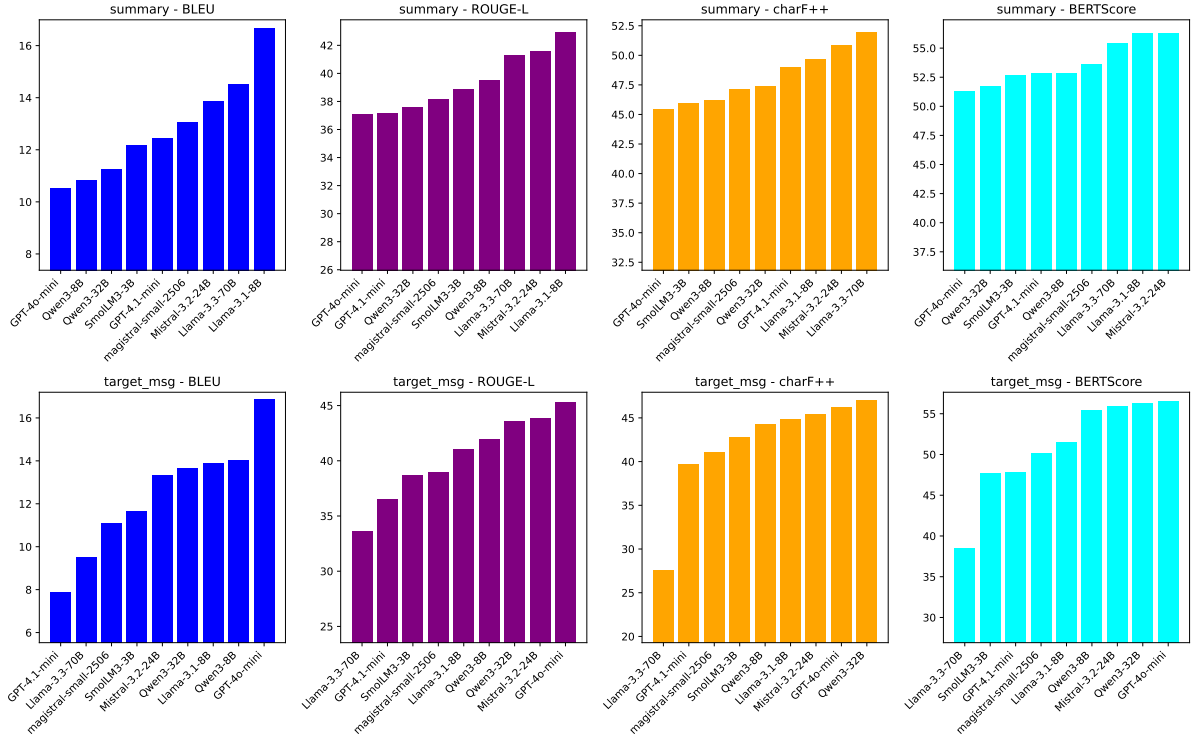 summary - BLEU
16
14
12
10
8
GPT-4o-mini
Qwen3-8B
Qwen3-32B
SmolLM3-3B
GPT-4.1-mini
magistral-small-2506
Mistral-3.2-24B
Llama-3.3-70B
Llama-3.1-8B
summary - ROUGE-L
42
40
38
36
34
32
30
28
26
GPT-4o-mini
GPT-4.1-mini
Qwen3-32B
magistral-small-2506
SmolLM3-3B
Qwen3-8B
Llama-3.3-70B
Mistral-3.2-24B
Llama-3.1-8B
summary - charF++
52.5
50.0
47.5
45.0
42.5
40.0
37.5
35.0
32.5
GPT-4o-mini
SmolLM3-3B
Qwen3-8B
magistral-small-2506
Qwen3-32B
GPT-4.1-mini
Llama-3.1-8B
Mistral-3.2-24B
Llama-3.3-70B
summary - BERTScore
55.0
52.5
50.0
47.5
45.0
42.5
40.0
37.5
GPT-4o-mini
Qwen3-32B
SmolLM3-3B
GPT-4.1-mini
Qwen3-8B
magistral-small-2506
Llama-3.3-70B
Llama-3.1-8B
Mistral-3.2-24B
target_msg - BLEU
16
14
12
10
8
6
GPT-4.1-mini
Llama-3.3-70B
magistral-small-2506
SmolLM3-3B
Mistral-3.2-24B
Qwen3-32B
Llama-3.1-8B
Qwen3-8B
GPT-4o-mini
target_msg - ROUGE-L
45
40
35
30
25
Llama-3.3-70B
GPT-4.1-mini
SmolLM3-3B
magistral-small-2506
Llama-3.1-8B
Qwen3-8B
Qwen3-32B
Mistral-3.2-24B
GPT-4o-mini
target_msg - charF++
45
40
35
30
25
20
Llama-3.3-70B
GPT-4.1-mini
magistral-small-2506
SmolLM3-3B
Qwen3-8B
Llama-3.1-8B
Mistral-3.2-24B
GPT-4o-mini
Qwen3-32B
target_msg - BERTScore
55
50
45
40
35
30
Llama-3.3-70B
SmolLM3-3B
GPT-4.1-mini
magistral-small-2506
Llama-3.1-8B
Qwen3-8B
Mistral-3.2-24B
Qwen3-32B
GPT-4o-mini